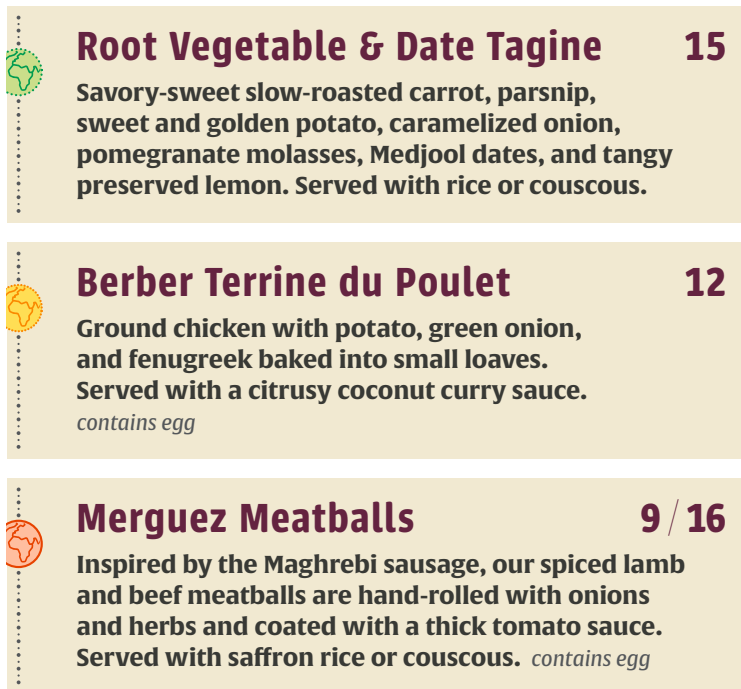 Root Vegetable & Date Tagine 15
Savory-sweet slow-roasted carrot, parsnip,
sweet and golden potato, caramelized onion,
pomegranate molasses, Medjool dates, and tangy
preserved lemon. Served with rice or couscous.
Berber Terrine du Poulet 12
Ground chicken with potato, green onion,
and fenugreek baked into small loaves.
Served with a citrusy coconut curry sauce.
contains egg
Merguez Meatballs 9 / 16
Inspired by the Maghrebi sausage, our spiced lamb
and beef meatballs are hand-rolled with onions
and herbs and coated with a thick tomato sauce.
Served with saffron rice or couscous. contains egg